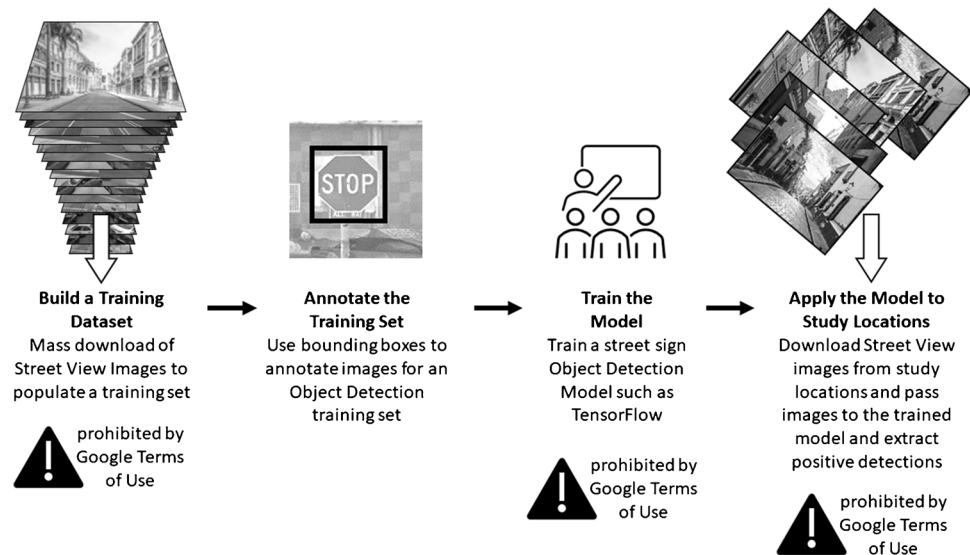 STOP
ALL WAY
Build a Training
Dataset
Mass download of
Street View Images to
populate a training set
prohibited by
Google Terms
of Use
Annotate the
Training Set
Use bounding boxes to
annotate images for an
Object Detection
training set
Train the
Model
Train a street sign
Object Detection
Model such as
TensorFlow
prohibited by
Google Terms
of Use
Apply the Model to
Study Locations
Download Street View
images from study
locations and pass
images to the trained
model and extract
positive detections
prohibited by
Google Terms
of Use